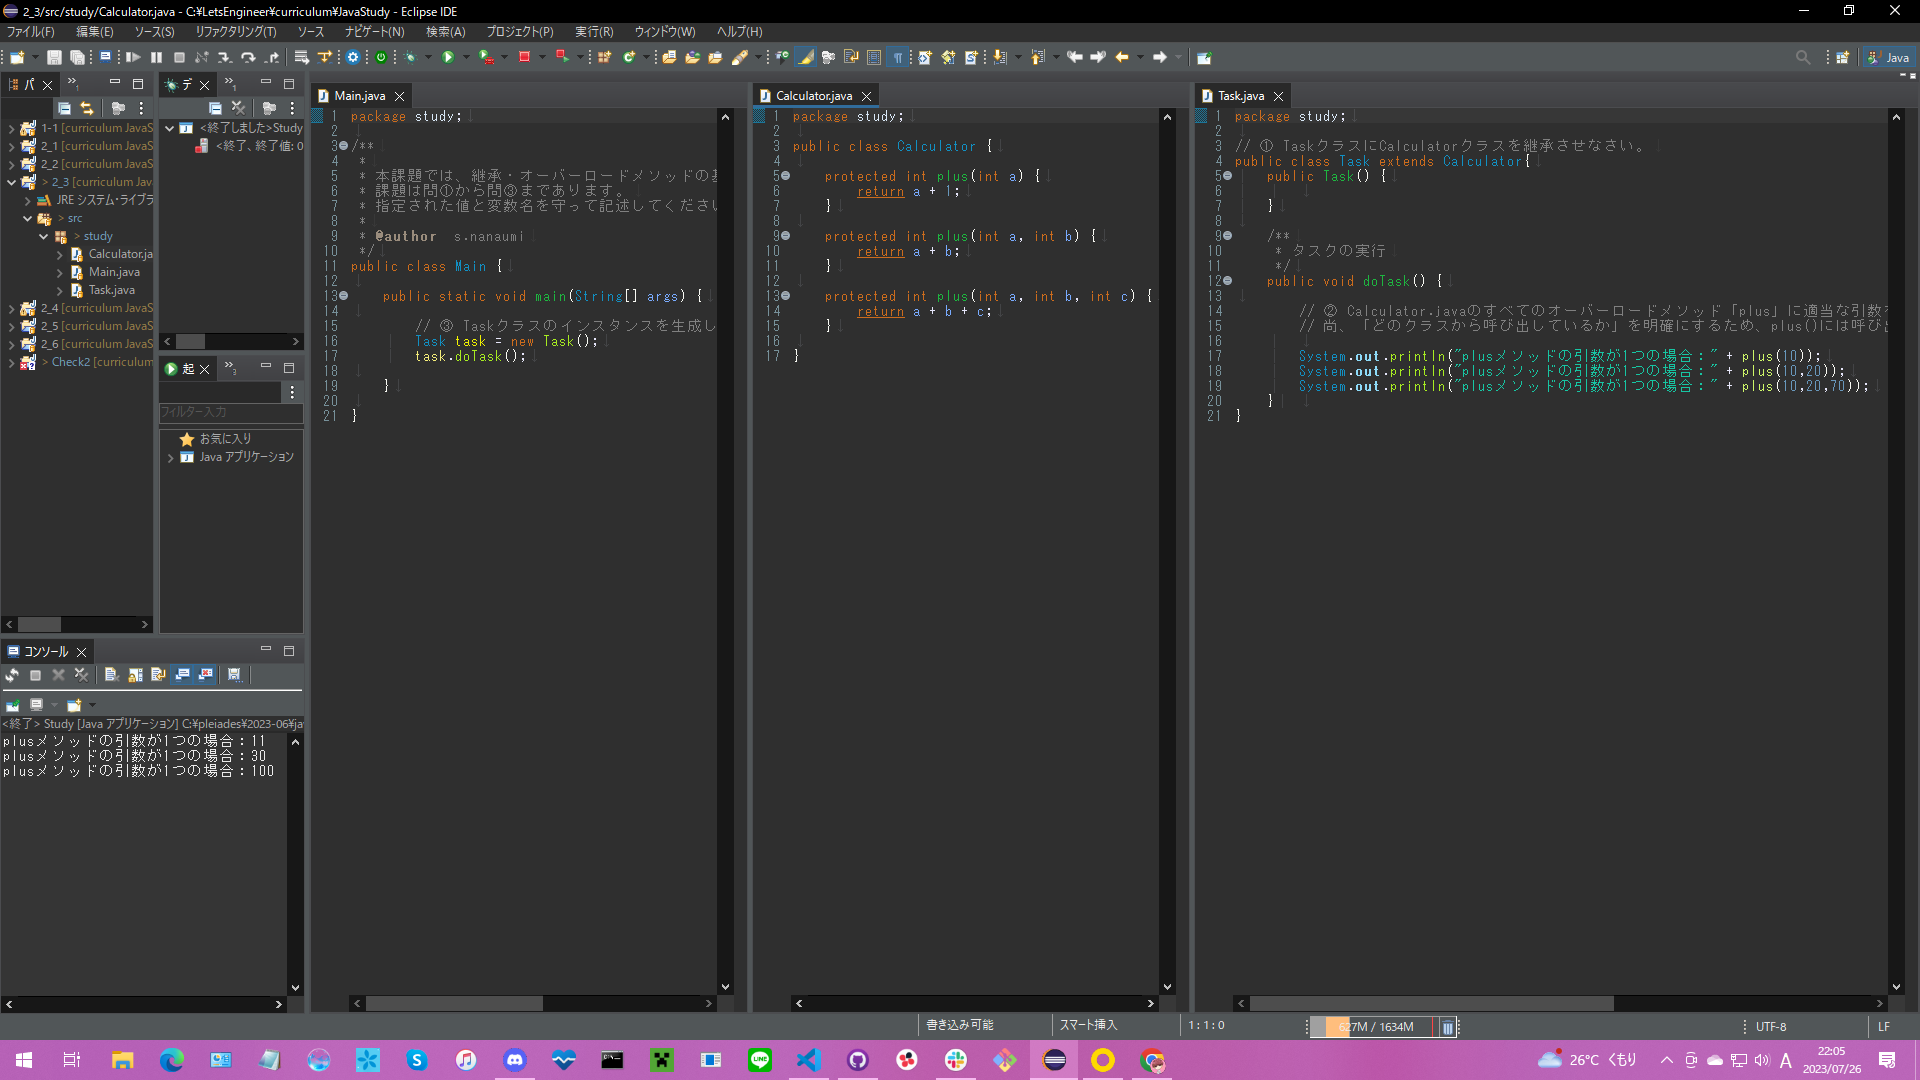 2_3/src/study/Calculator.java - C:¥LetsEngineer¥curriculum¥JavaStudy - Eclipse IDE
ファイル(F) 編集(E) ソース(S) リファクタリング(T) ソース ナビゲート(N) 検索(A) プロジェクト(P) 実行(R) ウィンドウ(W) ヘルプ(H)
Java
パ
デ
1-1 [curriculum JavaS
2_1 [curriculum JavaS
2_2 [curriculum JavaS
> 2_3 [curriculum Java
JRE システム・ライブラ
> src
> study
Calculator.ja
Main.java
Task.java
2_4 [curriculum JavaS
2_5 [curriculum JavaS
2_6 [curriculum JavaS
> Check2 [curriculum
<終了しました>Study
<終了、終了値: 0
起
フィルター入力
お気に入り
Java アプリケーション
コンソール
<終了> Study [Java アプリケーション] C:¥pleiades¥2023-06¥ja
plusメソッドの引数が1つの場合：11
plusメソッドの引数が1つの場合：30
plusメソッドの引数が1つの場合：100
Main.java
1 package study;
2
3 /**
4 *
5 * 本課題では、継承・オーバーロードメソッドの基
6 * 課題は問①から問③まであります。
7 * 指定された値と変数名を守って記述してください
8 *
9 * @author s.nanaumi
10 */
11 public class Main {
12
13 public static void main(String[] args) {
14
15 // ③ Taskクラスのインスタンスを生成し
16 Task task = new Task();
17 task.doTask();
18
19 }
20
21 }
Calculator.java
1 package study;
2
3 public class Calculator {
4
5 protected int plus(int a) {
6 return a + 1;
7 }
8
9 protected int plus(int a, int b) {
10 return a + b;
11 }
12
13 protected int plus(int a, int b, int c) {
14 return a + b + c;
15 }
16
17 }
Task.java
1 package study;
2
3 // ① TaskクラスにCalculatorクラスを継承させなさい。
4 public class Task extends Calculator{
5 public Task() {
6
7 }
8
9 /**
10 * タスクの実行
11 */
12 public void doTask() {
13
14 // ② Calculator.javaのすべてのオーバーロードメソッド「plus」に適当な引数を
15 // 尚、「どのクラスから呼び出しているか」を明確にするため、plus()には呼び出
16
17 System.out.println("plusメソッドの引数が1つの場合：" + plus(10));
18 System.out.println("plusメソッドの引数が1つの場合：" + plus(10,20));
19 System.out.println("plusメソッドの引数が1つの場合：" + plus(10,20,70));
20 }
21 }
書き込み可能 スマート挿入 1:1:0 627M / 1634M UTF-8 LF
26°C くもり A 22:05
2023/07/26